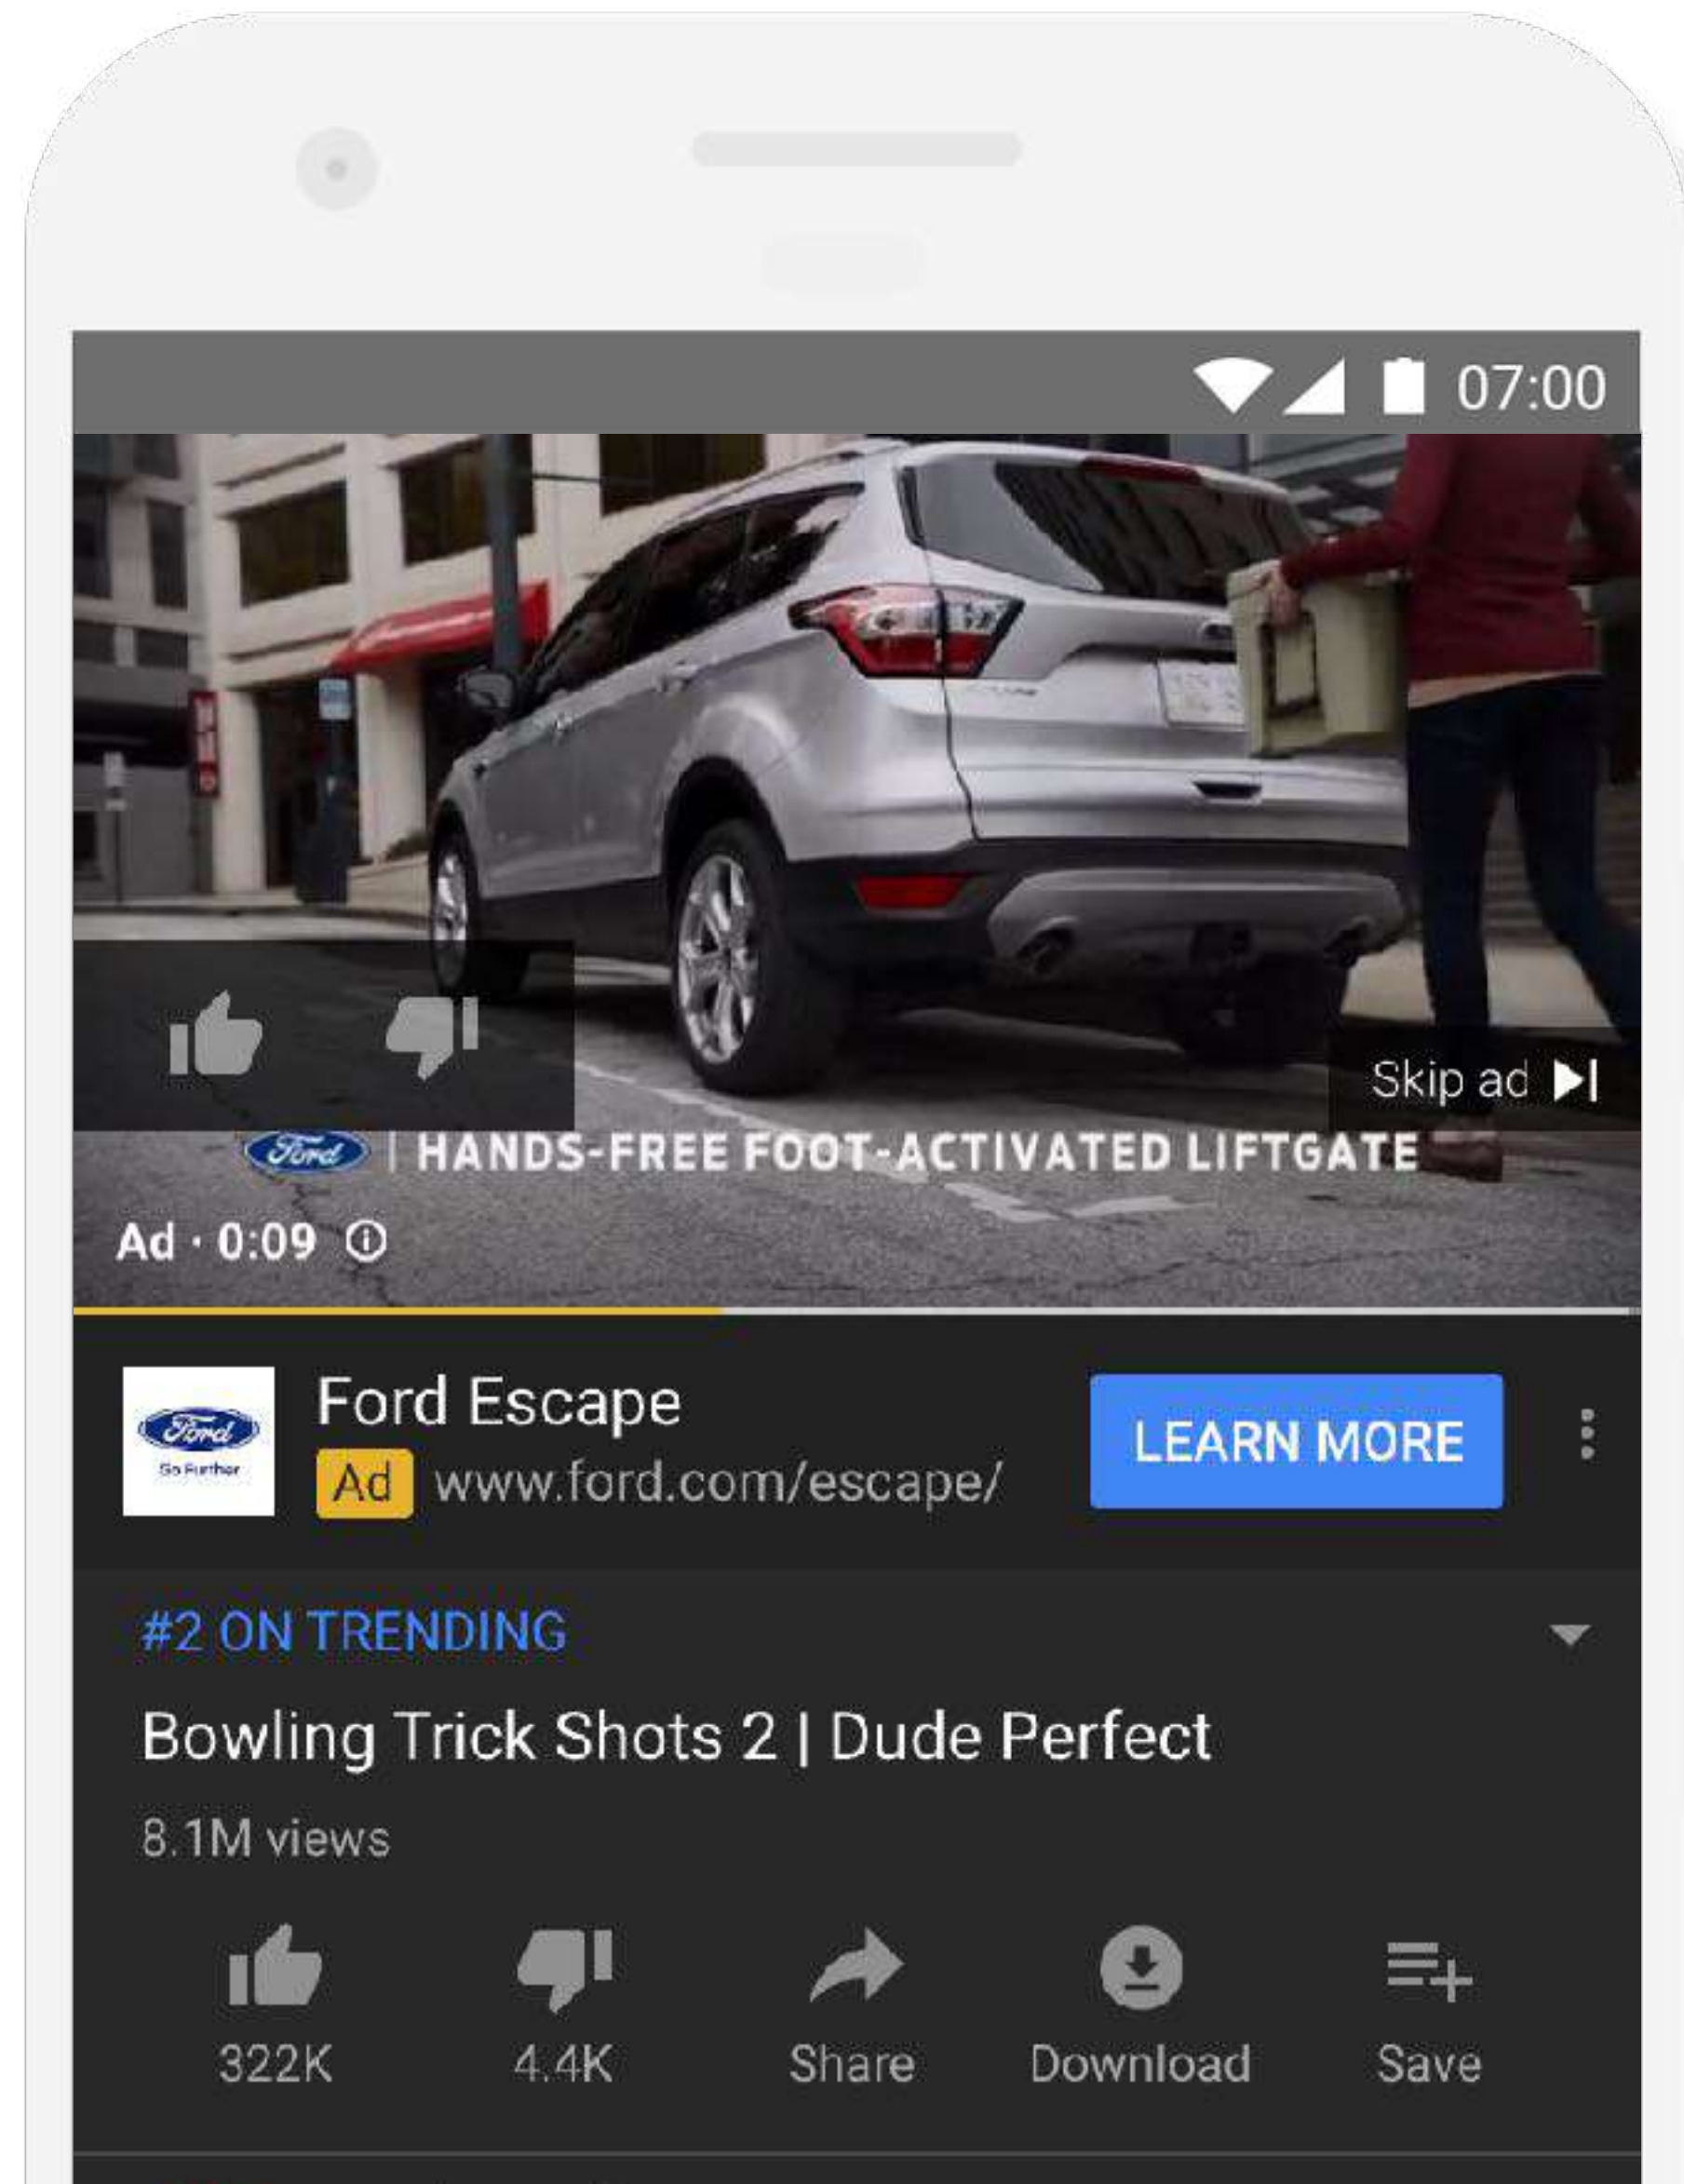 07:00
Skip ad
Ford | HANDS-FREE FOOT-ACTIVATED LIFTGATE
Ad · 0:09
Ford Escape
LEARN MORE
Ford
Go Further
Ad www.ford.com/escape/
#2 ON TRENDING
Bowling Trick Shots 2 | Dude Perfect
8.1M views
322K 4.4K Share Download Save